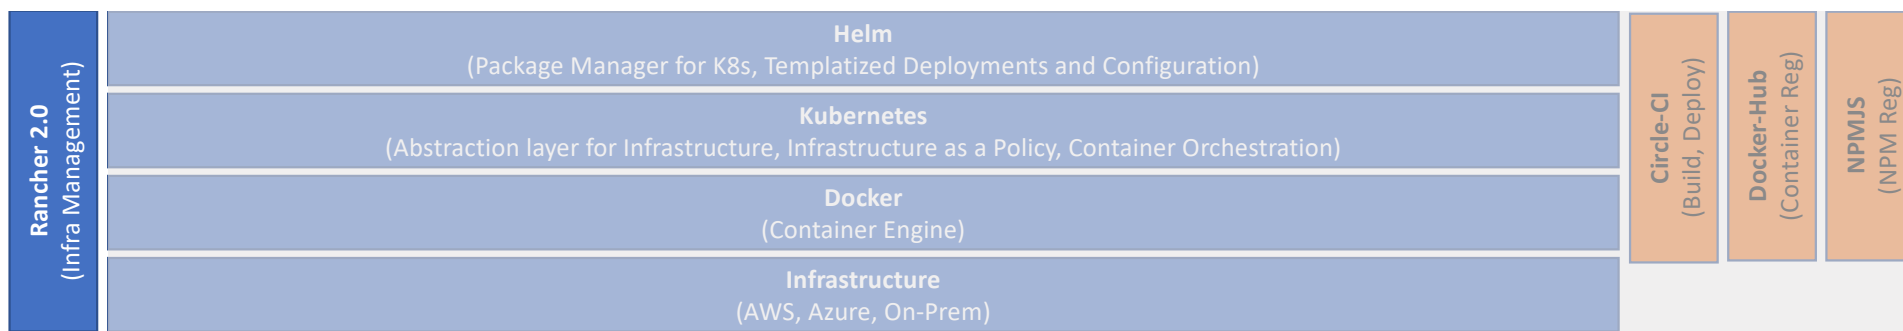 Rancher 2.0
(Infra Management)
Helm
(Package Manager for K8s, Templatized Deployments and Configuration)
Kubernetes
(Abstraction layer for Infrastructure, Infrastructure as a Policy, Container Orchestration)
Docker
(Container Engine)
Infrastructure
(AWS, Azure, On-Prem)
Circle-CI
(Build, Deploy)
Docker-Hub
(Container Reg)
NPMJS
(NPM Reg)